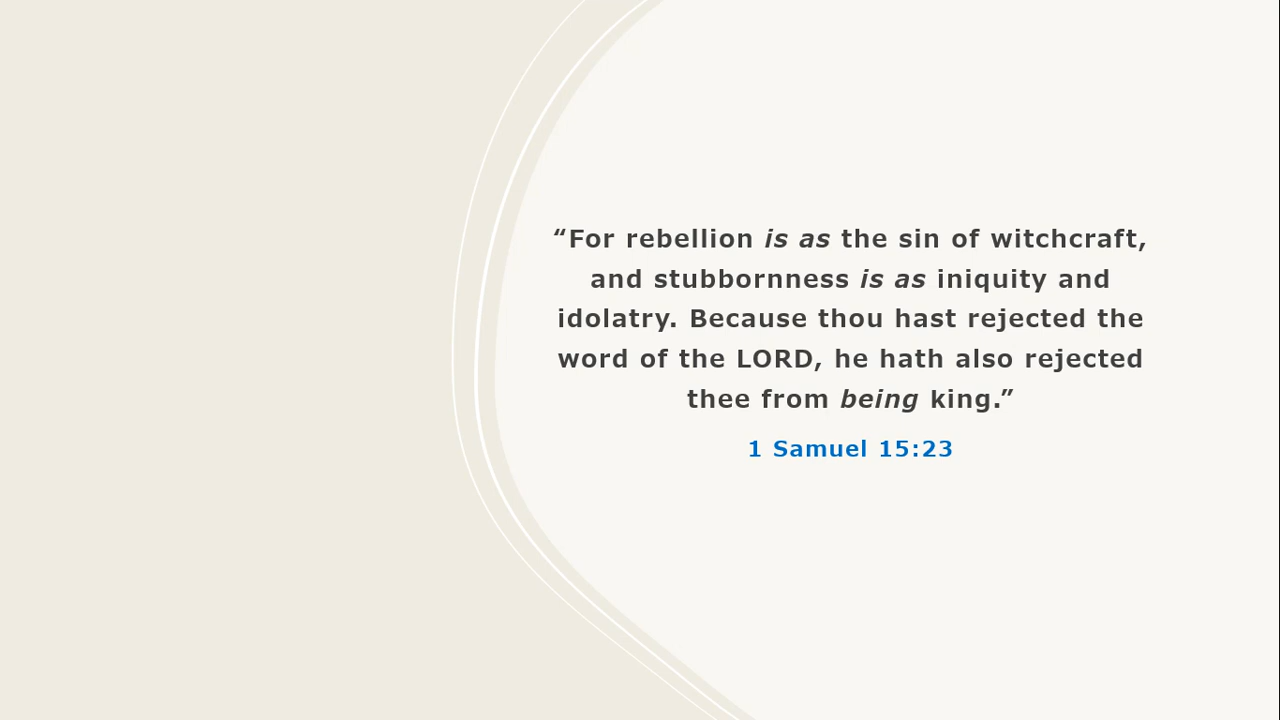 “For rebellion is as the sin of witchcraft,
and stubbornness is as iniquity and
idolatry. Because thou hast rejected the
word of the LORD, he hath also rejected
thee from being king.”
1 Samuel 15:23